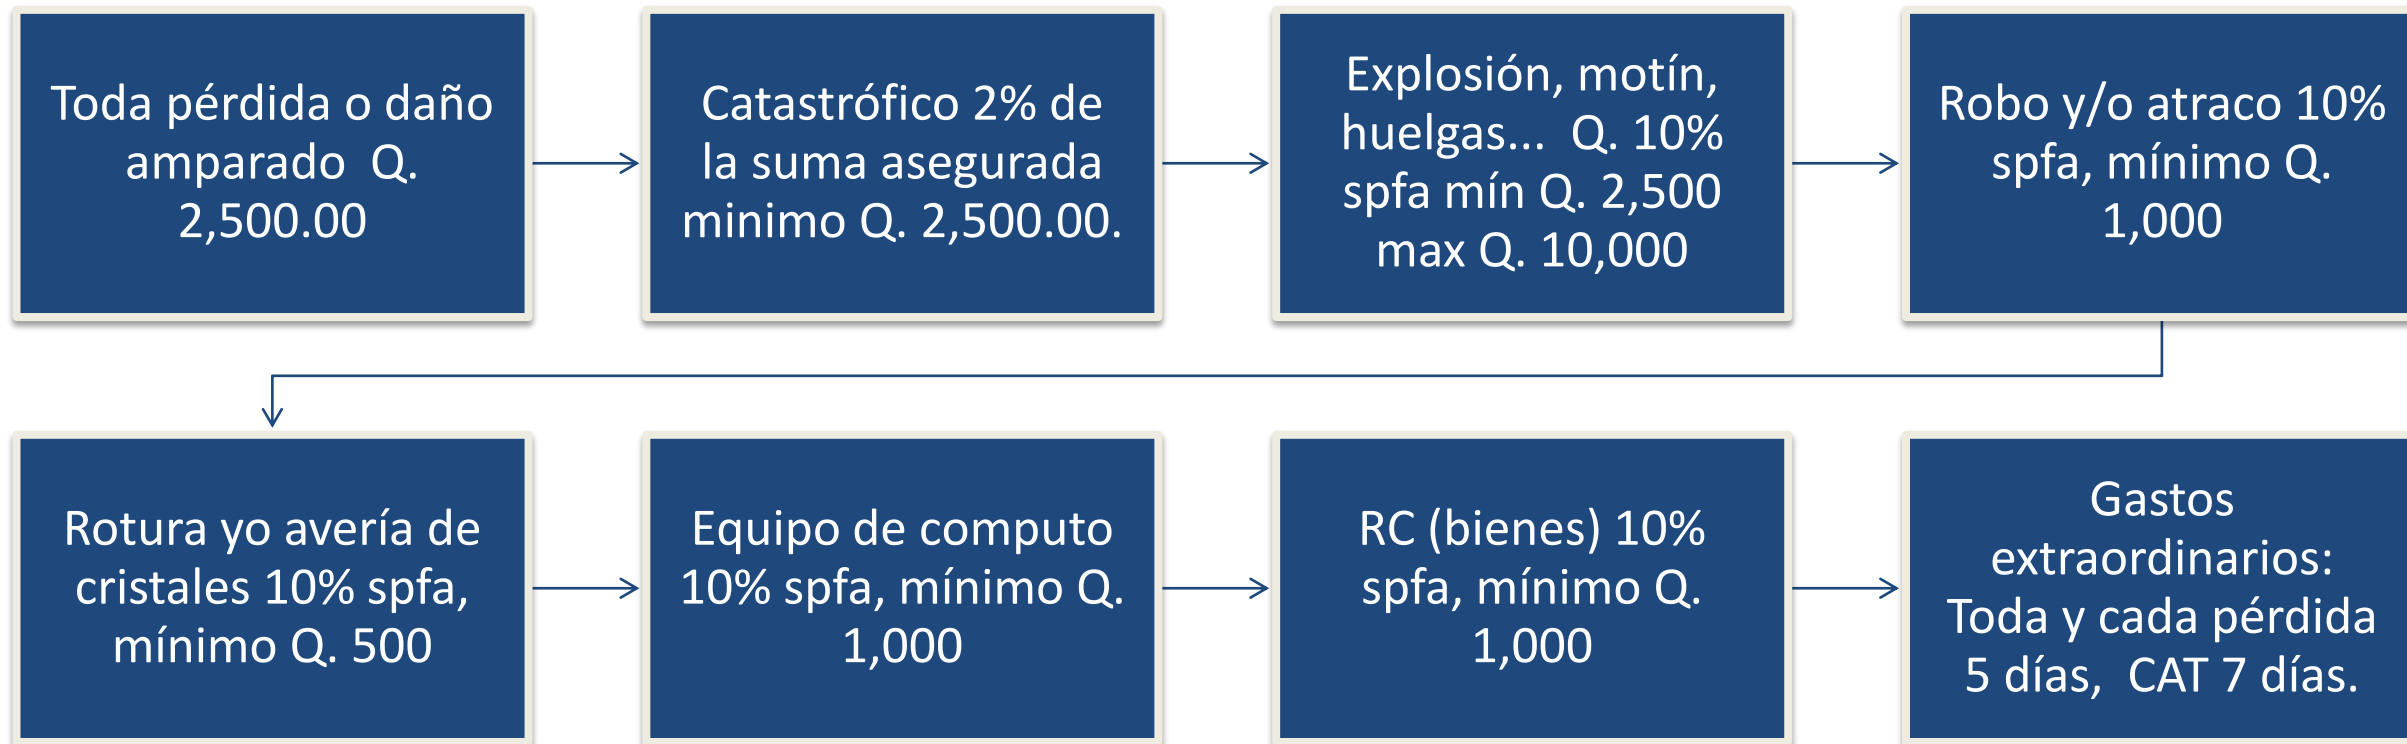 Toda pérdida o daño
amparado  Q.
2,500.00
Catastrófico 2% de
la suma asegurada
minimo Q. 2,500.00.
Explosión, motín,
huelgas...  Q. 10%
spfa mín Q. 2,500
max Q. 10,000
Robo y/o atraco 10%
spfa, mínimo Q.
1,000
Rotura yo avería de
cristales 10% spfa,
mínimo Q. 500
Equipo de computo
10% spfa, mínimo Q.
1,000
RC (bienes) 10%
spfa, mínimo Q.
1,000
Gastos
extraordinarios:
Toda y cada pérdida
5 días,  CAT 7 días.